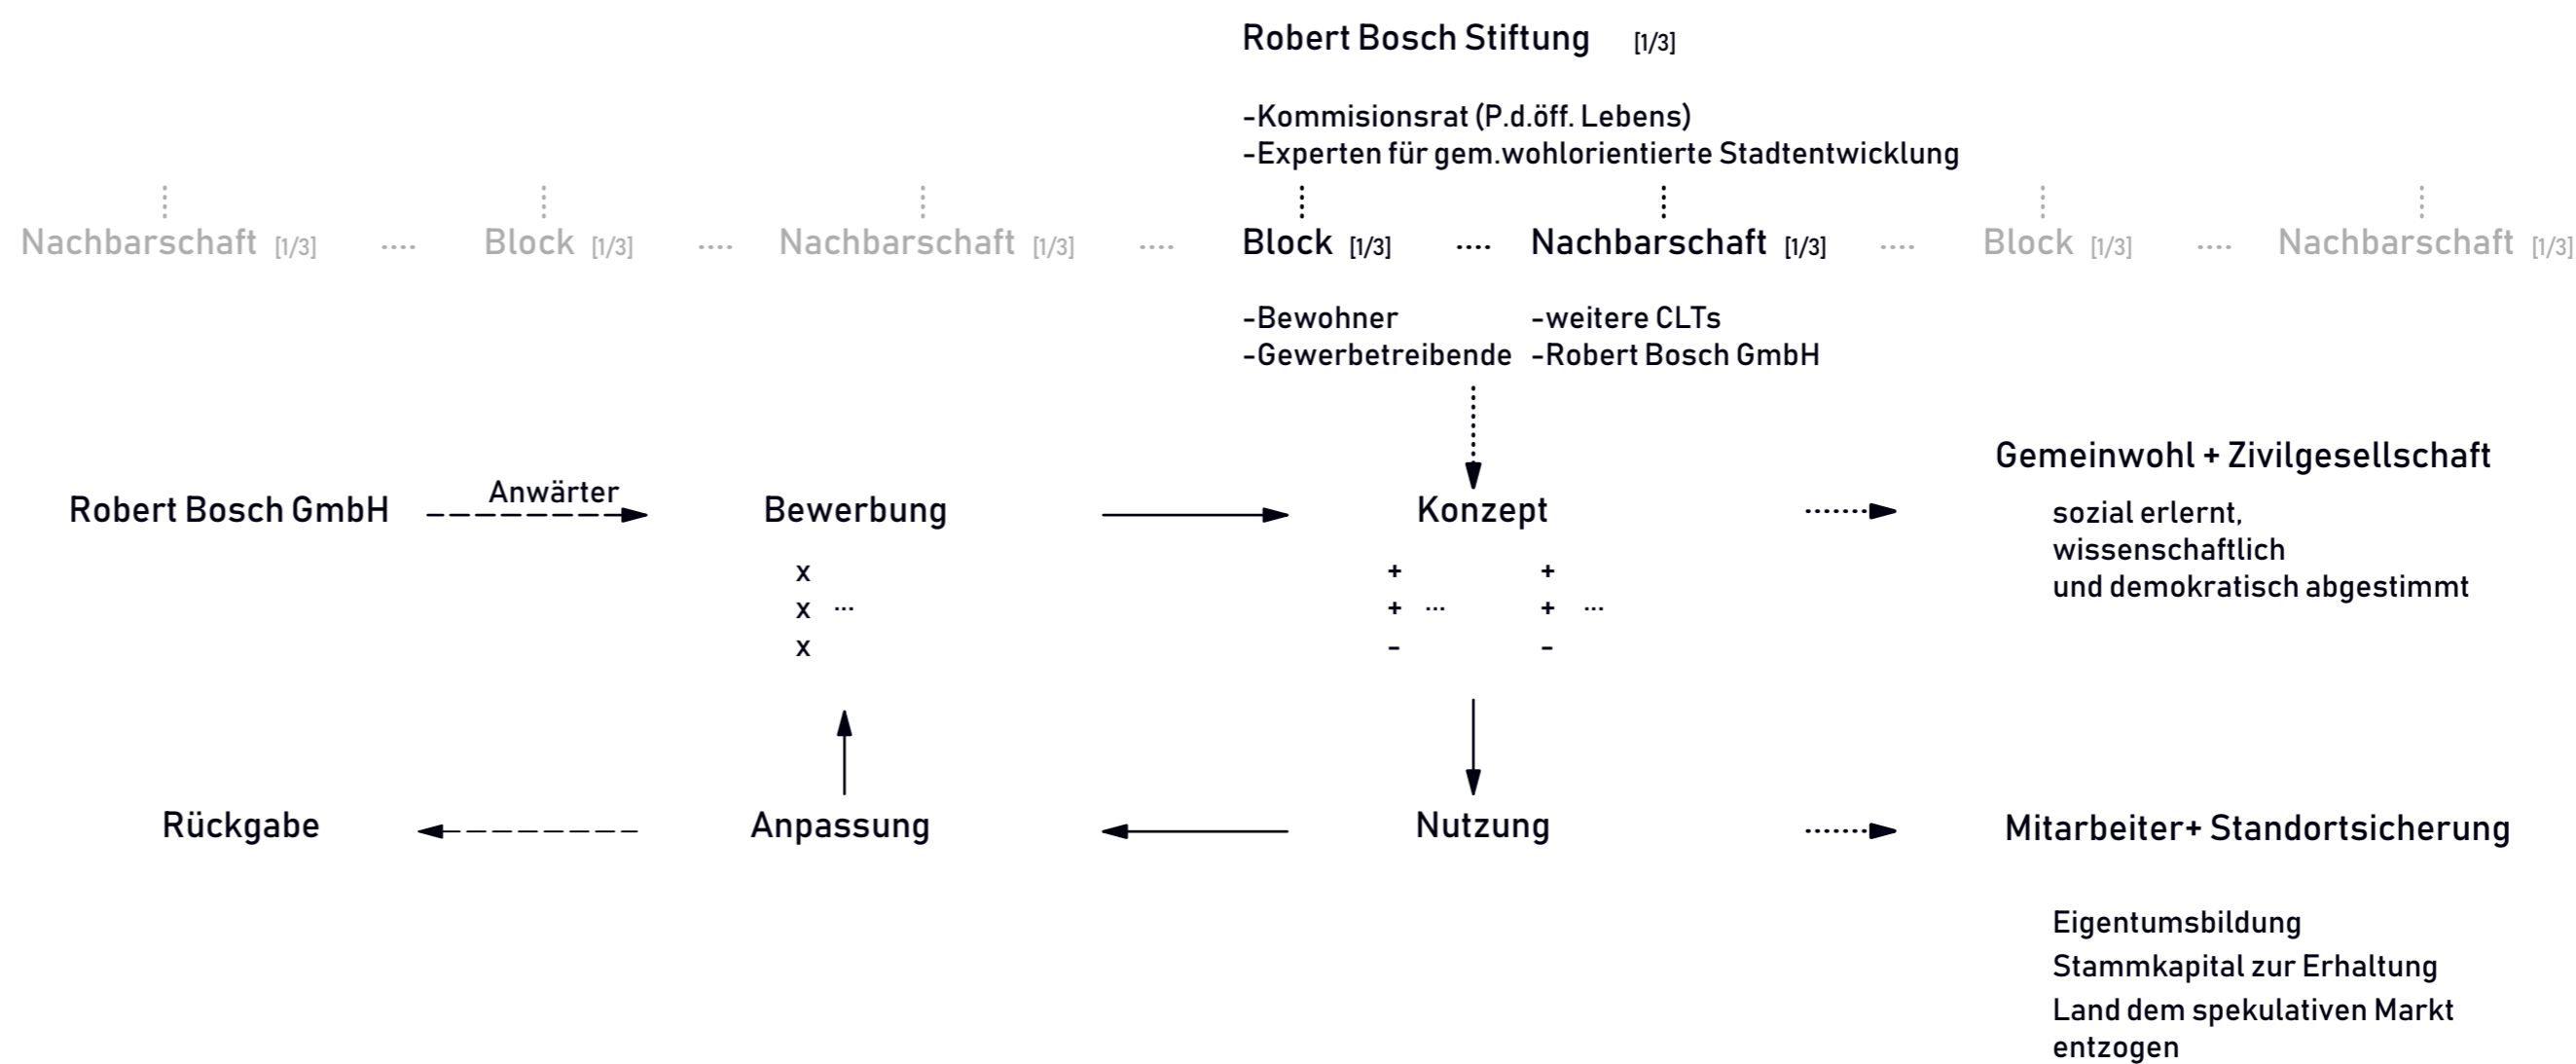 Robert Bosch Stiftung [1/3]
-Kommisionsrat (P.d.öff. Lebens)
-Experten für gem.wohlorientierte Stadtentwicklung
Nachbarschaft [1/3] .... Block [1/3] .... Nachbarschaft [1/3] .... Block [1/3] .... Nachbarschaft [1/3] .... Block [1/3] .... Nachbarschaft [1/3]
-Bewohner
-Gewerbetreibende
-weitere CLTs
-Robert Bosch GmbH
Robert Bosch GmbH
Anwärter
Bewerbung
x
x ...
x
Konzept
+ +
+ ... + ...
- -
Gemeinwohl + Zivilgesellschaft
sozial erlernt,
wissenschaftlich
und demokratisch abgestimmt
Rückgabe
Anpassung
Nutzung
Mitarbeiter+ Standortsicherung
Eigentumsbildung
Stammkapital zur Erhaltung
Land dem spekulativen Markt
entzogen